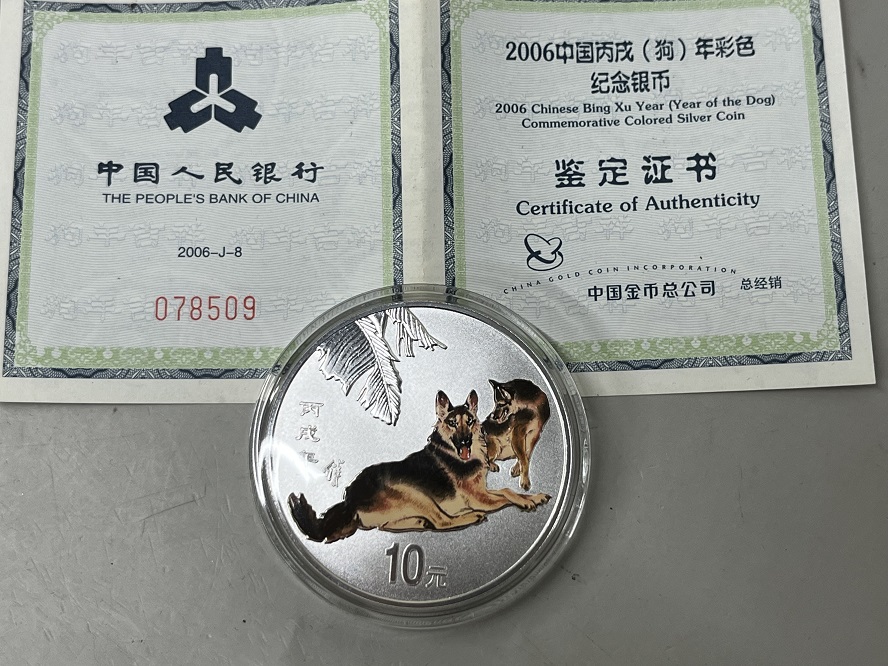 中国人民银行
THE PEOPLE'S BANK OF CHINA
2006-J-8
078509
2006中国丙戌（狗）年彩色
纪念银币
2006 Chinese Bing Xu Year (Year of the Dog)
Commemorative Colored Silver Coin
鉴定证书
Certificate of Authenticity
CHINA GOLD COIN INCORPORATION
中国金币总公司 总经销
丙戌
10元